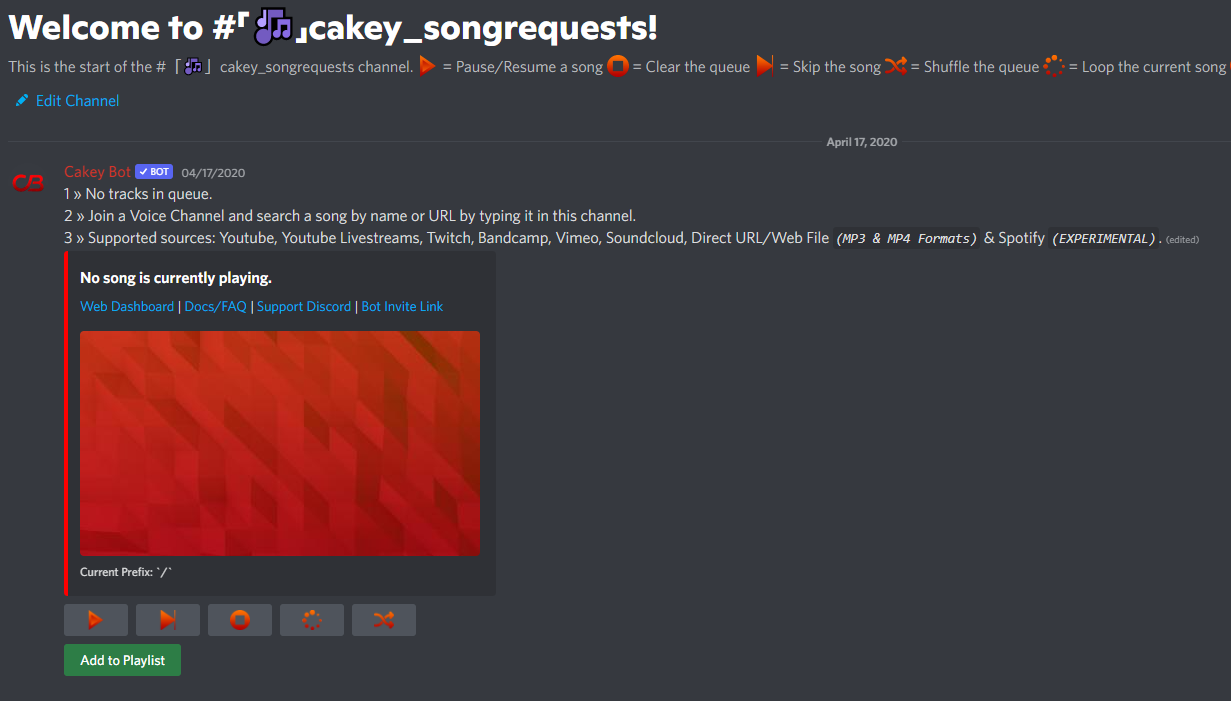 Welcome to #「🎶」cakey_songrequests!
This is the start of the #「🎶」cakey_songrequests channel. = Pause/Resume a song = Clear the queue = Skip the song = Shuffle the queue = Loop the current song
Edit Channel
April 17, 2020
CB
Cakey Bot ✓ BOT 04/17/2020
1 » No tracks in queue.
2 » Join a Voice Channel and search a song by name or URL by typing it in this channel.
3 » Supported sources: Youtube, Youtube Livestreams, Twitch, Bandcamp, Vimeo, Soundcloud, Direct URL/Web File (MP3 & MP4 Formats) & Spotify (EXPERIMENTAL). (edited)
No song is currently playing.
Web Dashboard | Docs/FAQ | Support Discord | Bot Invite Link
Current Prefix: `/`
Add to Playlist